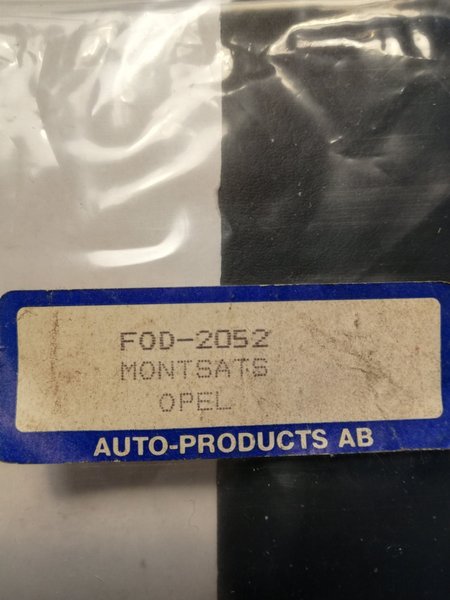 FOD-2052
MONTSATS
OPEL
AUTO-PRODUCTS AB